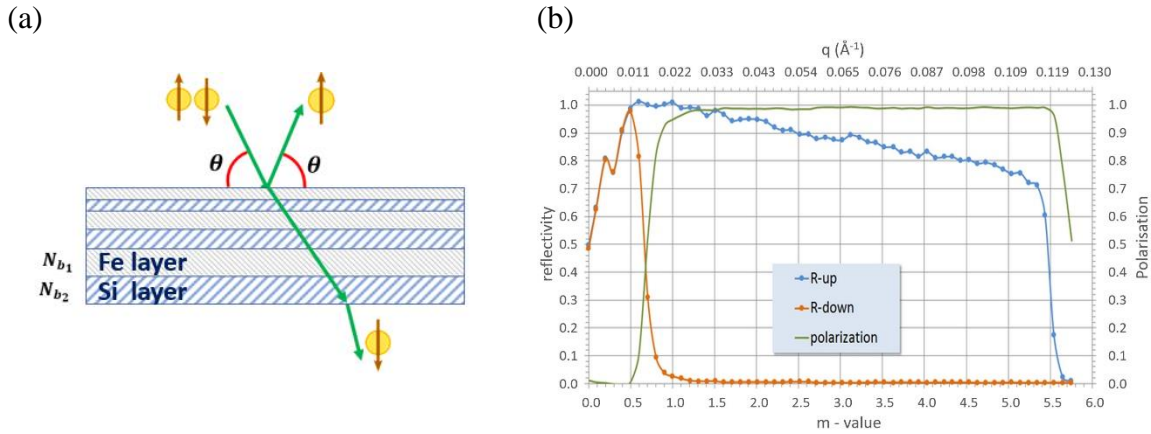 (a)
θ
θ
N_{b_1}
Fe layer
N_{b_2}
Si layer
(b)
q (Å⁻¹)
0.000 0.011 0.022 0.033 0.043 0.054 0.065 0.076 0.087 0.098 0.109 0.119 0.130
1.0
0.9
0.8
0.7
0.6
0.5
0.4
0.3
0.2
0.1
0.0
reflectivity
R-up
R-down
polarization
1.0
0.9
0.8
0.7
0.6
0.5
0.4
0.3
0.2
0.1
0.0
Polarisation
0.0 0.5 1.0 1.5 2.0 2.5 3.0 3.5 4.0 4.5 5.0 5.5 6.0
m - value